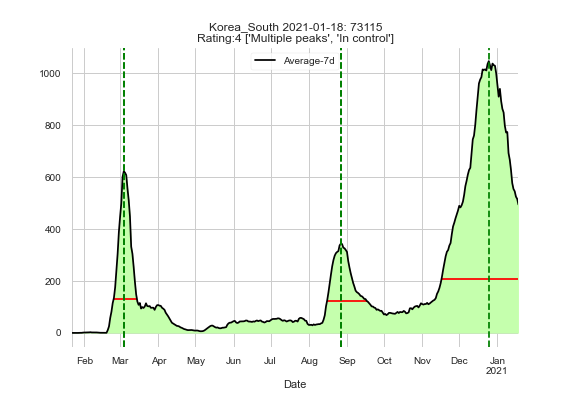 Korea_South 2021-01-18: 73115
Rating:4 ['Multiple peaks', 'In control']
Average-7d
1000
800
600
400
200
0
Feb Mar Apr May Jun Jul Aug Sep Oct Nov Dec Jan
2021
Date